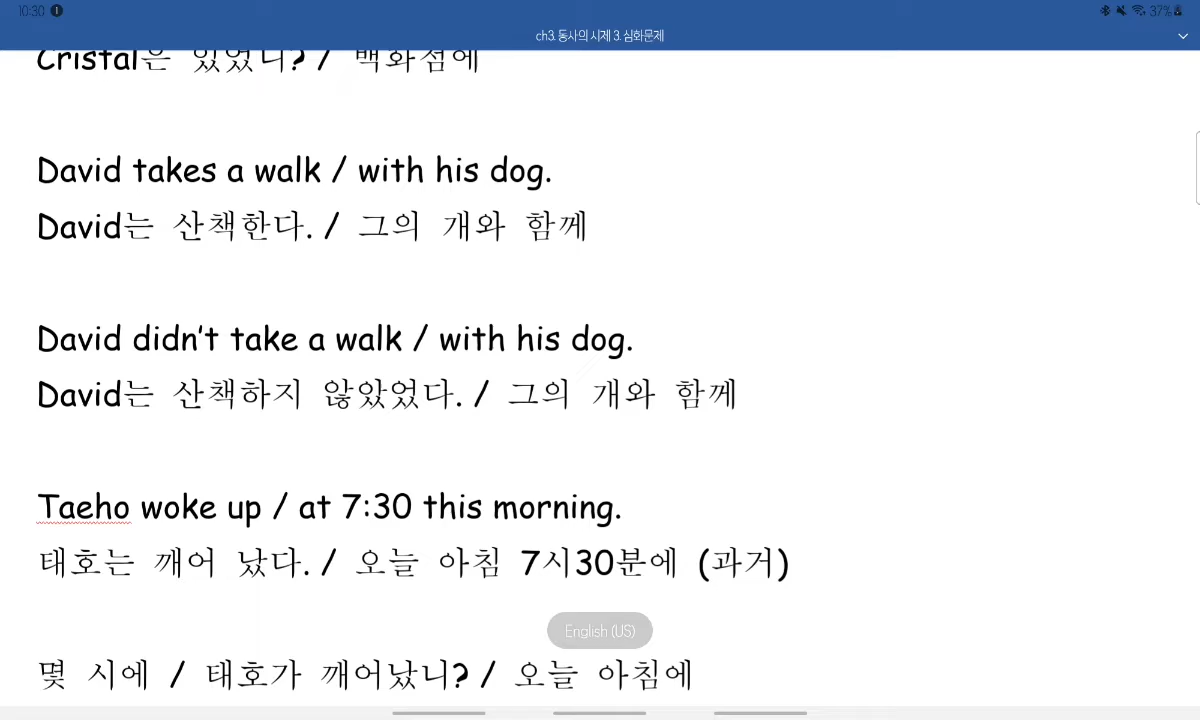 10:30
37%
ch3. 동사의 시제 3. 심화문제
Cristal은 있었니? / 백화점에
David takes a walk / with his dog.
David는 산책한다. / 그의 개와 함께
David didn't take a walk / with his dog.
David는 산책하지 않았었다. / 그의 개와 함께
Taeho woke up / at 7:30 this morning.
태호는 깨어 났다. / 오늘 아침 7시30분에 (과거)
English (US)
몇 시에 / 태호가 깨어났니? / 오늘 아침에